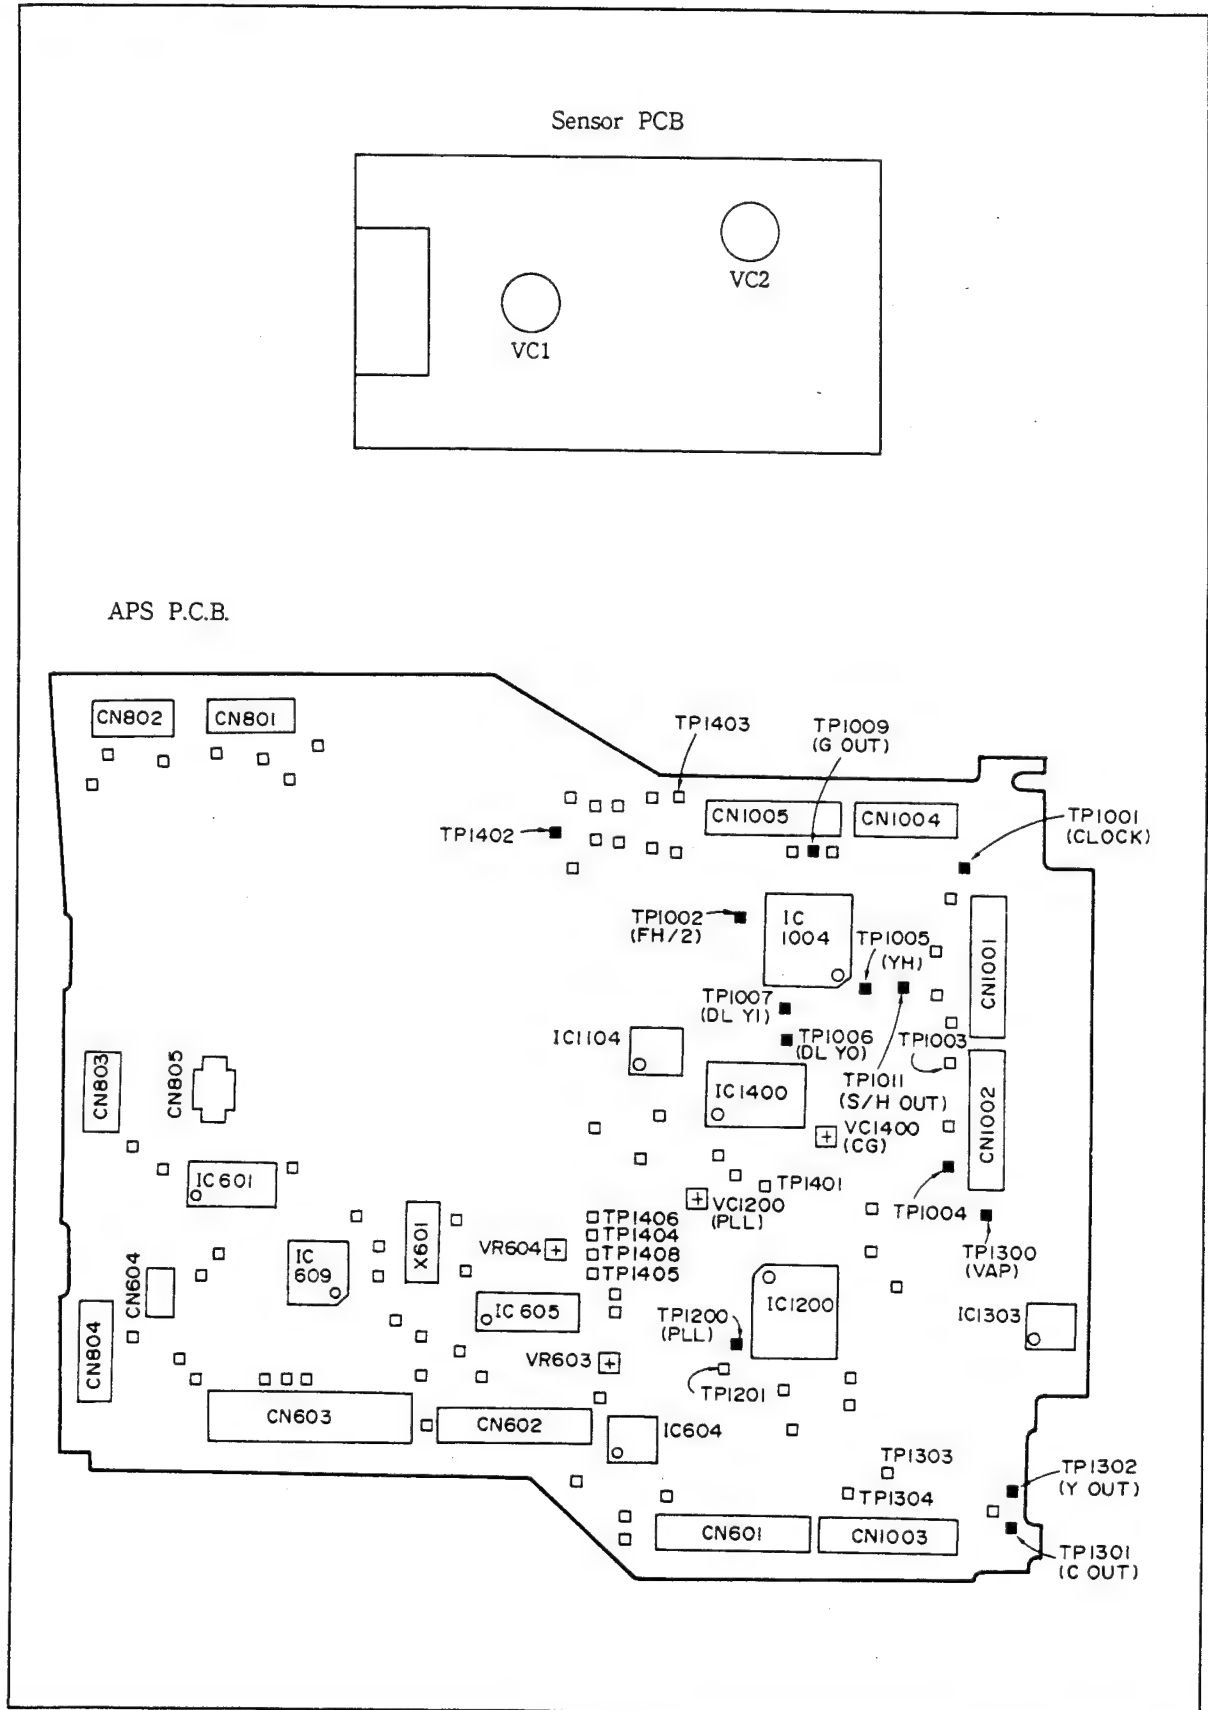 Sensor PCB
VC2
VC1
APS P.C.B.
CN802
CN801
TP1403
TP1009
(G OUT)
CN1005
CN1004
TP1001
(CLOCK)
TP1402
TP1002
(FH/2)
IC
1004
TP1005
(YH)
CN1001
TP1007
(DL YI)
IC1104
TP1006
(DL YO)
TP1003
CN803
CN805
IC1400
TP1011
(S/H OUT)
CN1002
VC1400
(CG)
IC601
TP1401
VC1200
(PLL)
TP1004
X601
TP1406
TP1404
TP1408
TP1405
VR604
TP1300
(VAP)
IC
609
CN604
IC605
TP1200
(PLL)
IC1200
IC1303
CN804
VR603
TP1201
CN603
CN602
IC604
TP1303
TP1302
(Y OUT)
TP1304
CN601
CN1003
TP1301
(C OUT)